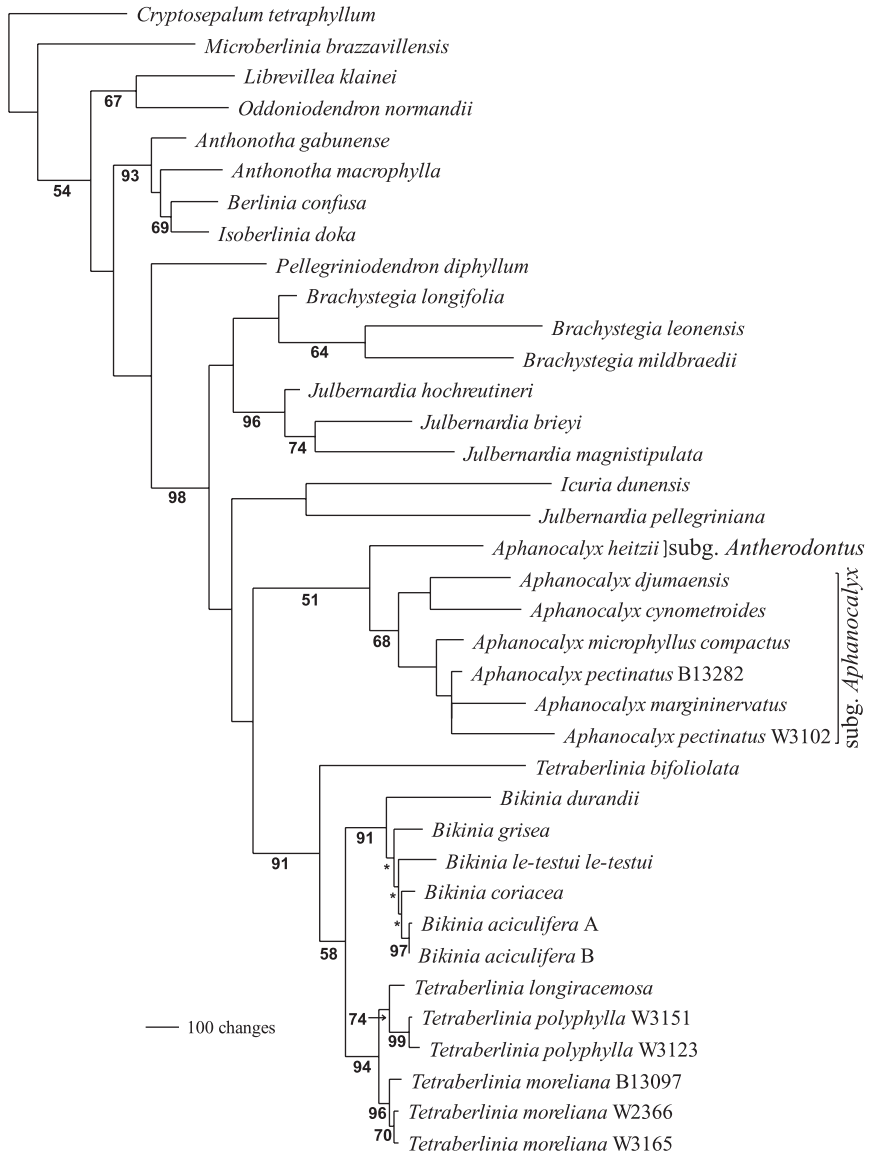 Cryptosepalum tetraphyllum
Microberlinia brazzavillensis
Librevillea klainei
67
Oddoniodendron normandii
Anthonotha gabunense
93
Anthonotha macrophylla
54
Berlinia confusa
69
Isoberlinia doka
Pellegriniodendron diphyllum
Brachystegia longifolia
Brachystegia leonensis
64
Brachystegia mildbraedii
Julbernardia hochreutineri
96
Julbernardia brieyi
74
Julbernardia magnistipulata
Icuria dunensis
98
Julbernardia pellegriniana
Aphanocalyx heitzii ]subg. Antherodontus
Aphanocalyx djumaensis
51
Aphanocalyx cynometroides
68
Aphanocalyx microphyllus compactus
Aphanocalyx pectinatus B13282
Aphanocalyx margininervatus
Aphanocalyx pectinatus W3102
subg. Aphanocalyx
Tetraberlinia bifoliolata
Bikinia durandii
Bikinia grisea
91
91
Bikinia le-testui le-testui
*
Bikinia coriacea
*
Bikinia aciculifera A
*
97
Bikinia aciculifera B
58
Tetraberlinia longiracemosa
74
Tetraberlinia polyphylla W3151
100 changes
99
Tetraberlinia polyphylla W3123
94
Tetraberlinia moreliana B13097
96
Tetraberlinia moreliana W2366
70
Tetraberlinia moreliana W3165